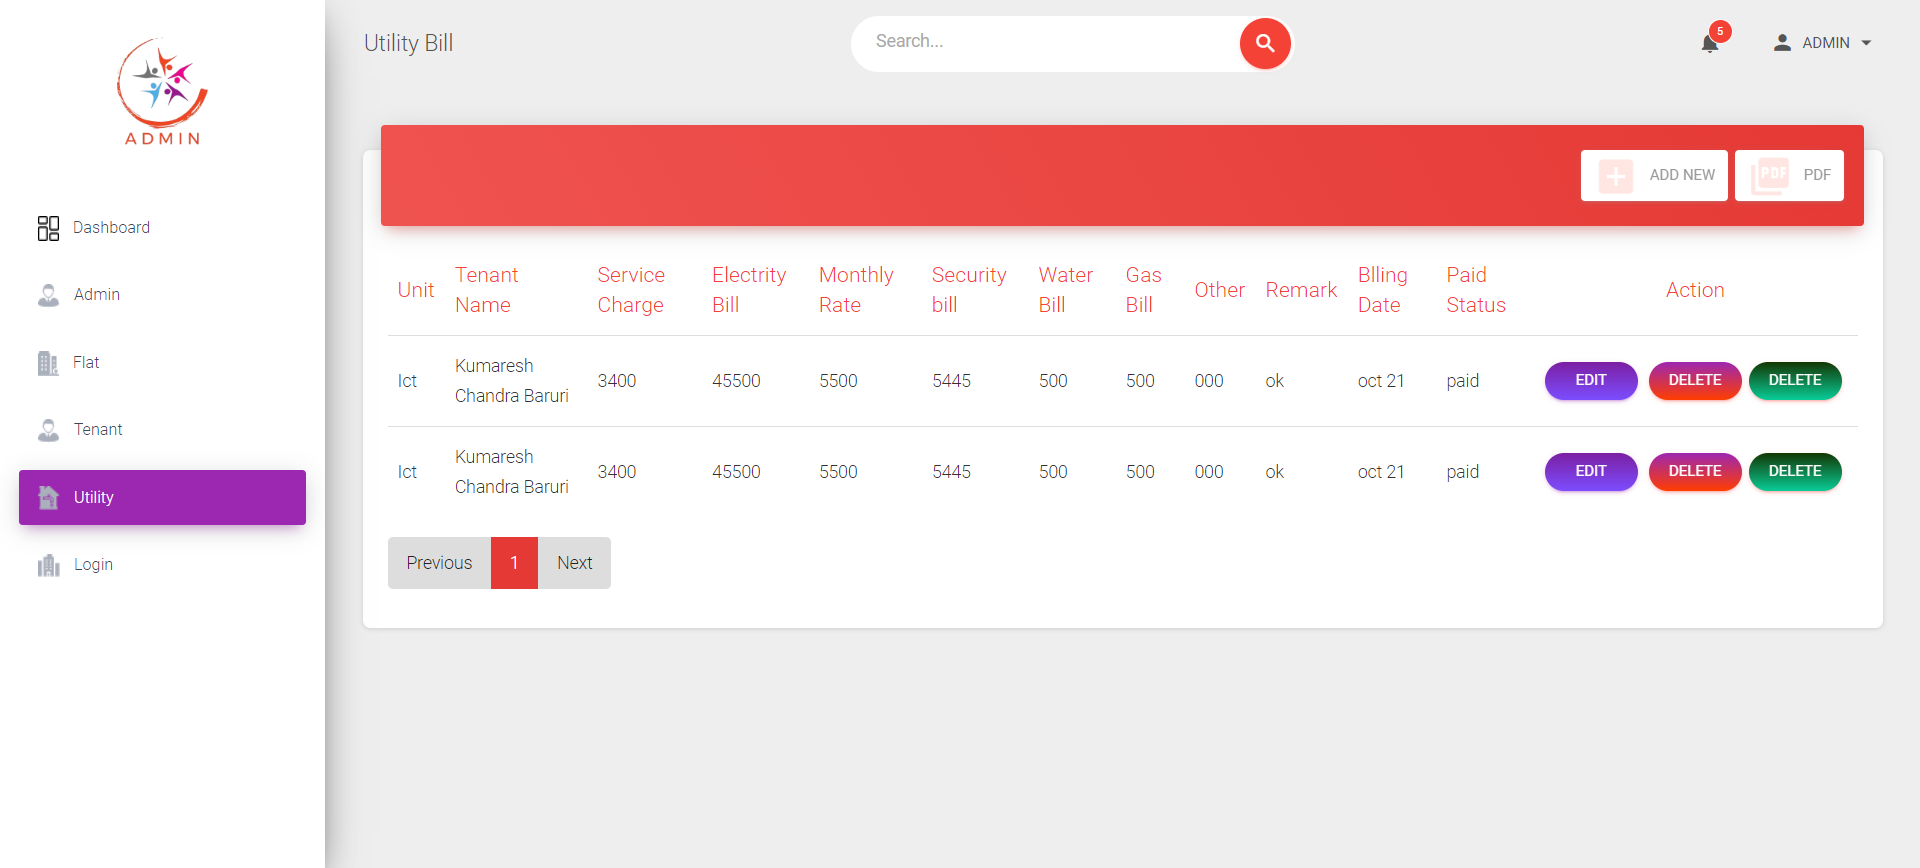 ADMIN
Dashboard
Admin
Flat
Tenant
Utility
Login
Utility Bill
Search...
5
ADMIN
ADD NEW
PDF
PDF
Unit
Tenant
Name
Service
Charge
Electrity
Bill
Monthly
Rate
Security
bill
Water
Bill
Gas
Bill
Other
Remark
Blling
Date
Paid
Status
Action
Ict
Kumaresh
Chandra Baruri
3400
45500
5500
5445
500
500
000
ok
oct 21
paid
EDIT
DELETE
DELETE
Ict
Kumaresh
Chandra Baruri
3400
45500
5500
5445
500
500
000
ok
oct 21
paid
EDIT
DELETE
DELETE
Previous
1
Next